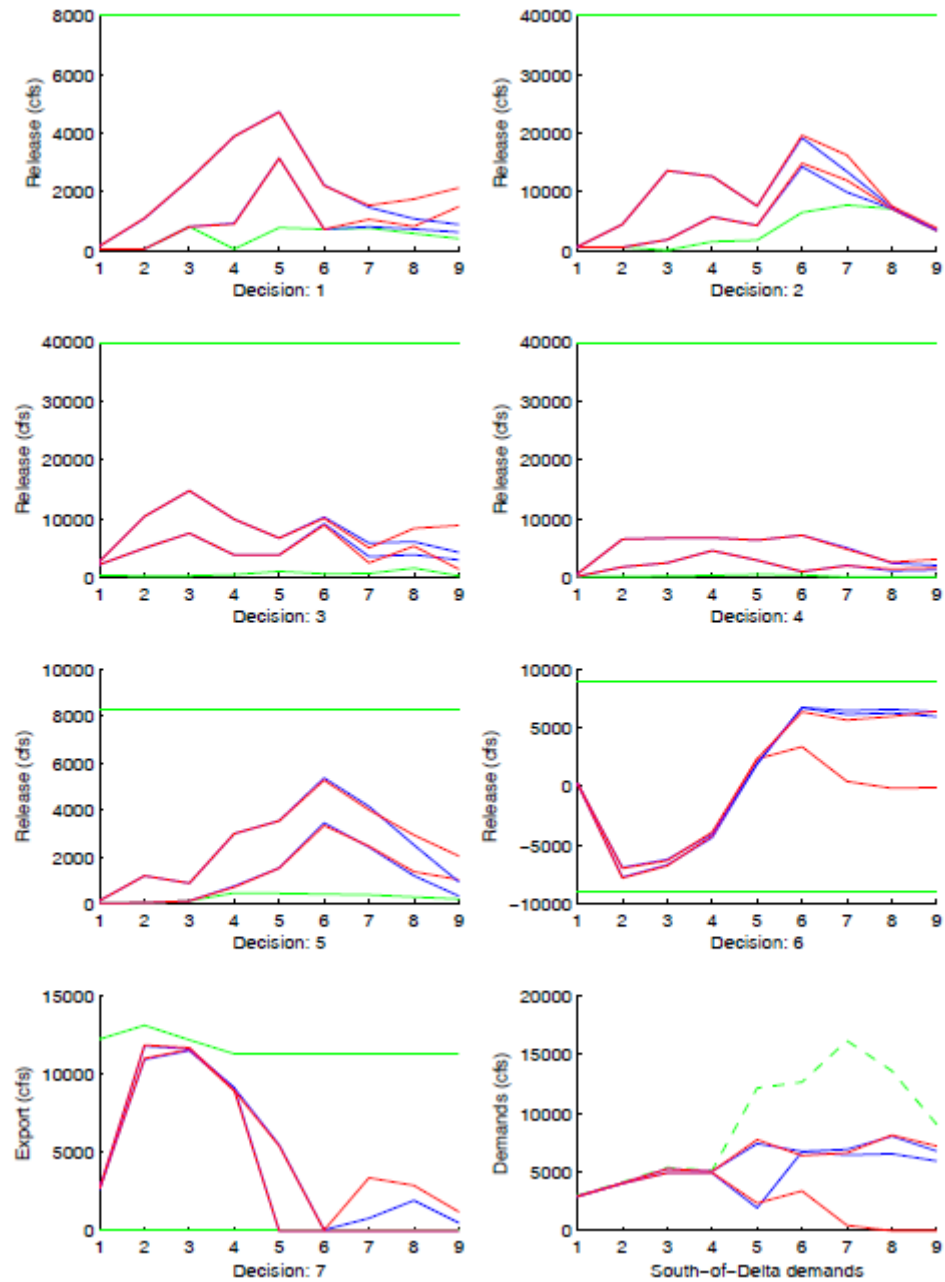 8000
6000
4000
2000
0
Release (cfs)
1 2 3 4 5 6 7 8 9
Decision: 1
40000
30000
20000
10000
0
Release (cfs)
1 2 3 4 5 6 7 8 9
Decision: 2
40000
30000
20000
10000
0
Release (cfs)
1 2 3 4 5 6 7 8 9
Decision: 3
40000
30000
20000
10000
0
Release (cfs)
1 2 3 4 5 6 7 8 9
Decision: 4
10000
8000
6000
4000
2000
0
Release (cfs)
1 2 3 4 5 6 7 8 9
Decision: 5
10000
5000
0
−5000
−10000
Release (cfs)
1 2 3 4 5 6 7 8 9
Decision: 6
15000
10000
5000
0
Export (cfs)
1 2 3 4 5 6 7 8 9
Decision: 7
20000
15000
10000
5000
0
Demands (cfs)
1 2 3 4 5 6 7 8 9
South−of−Delta demands